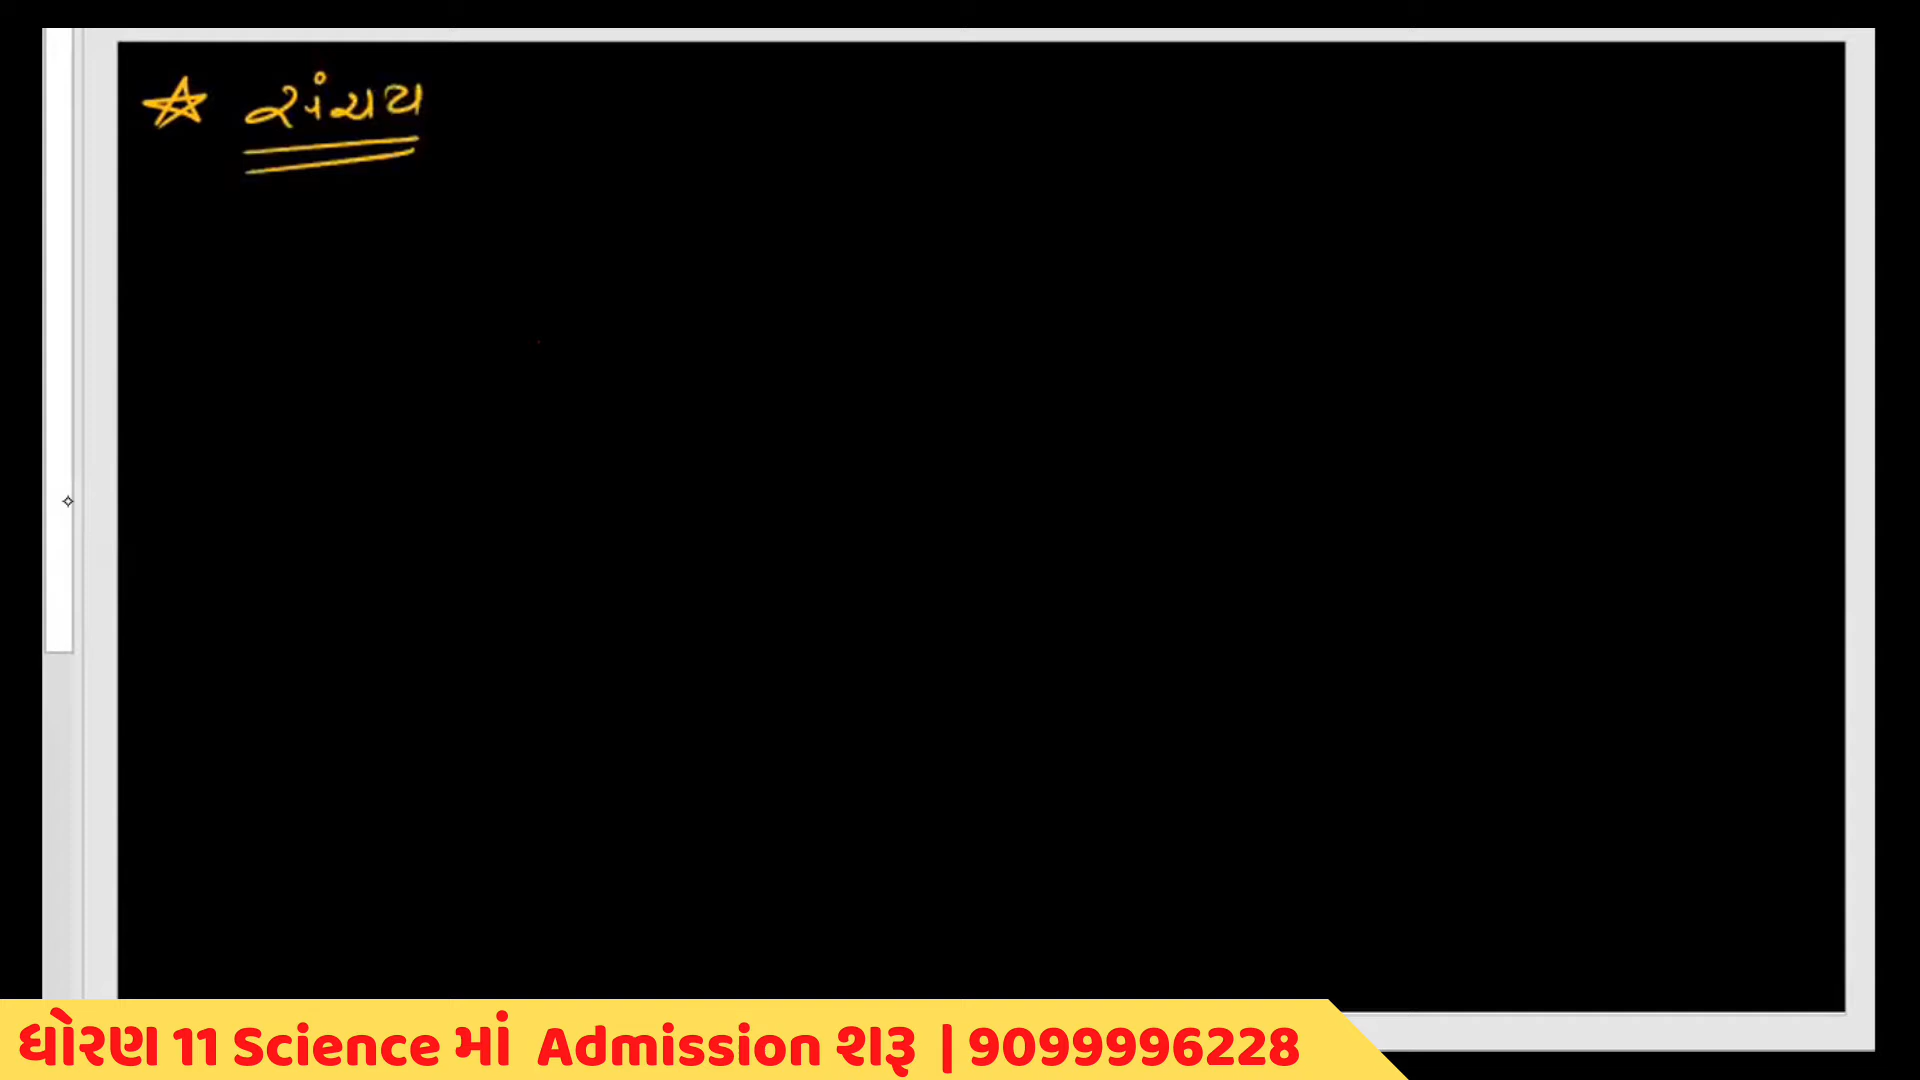 ☆ સંચય
ધોરણ 11 Science માં Admission શરૂ | 9099996228